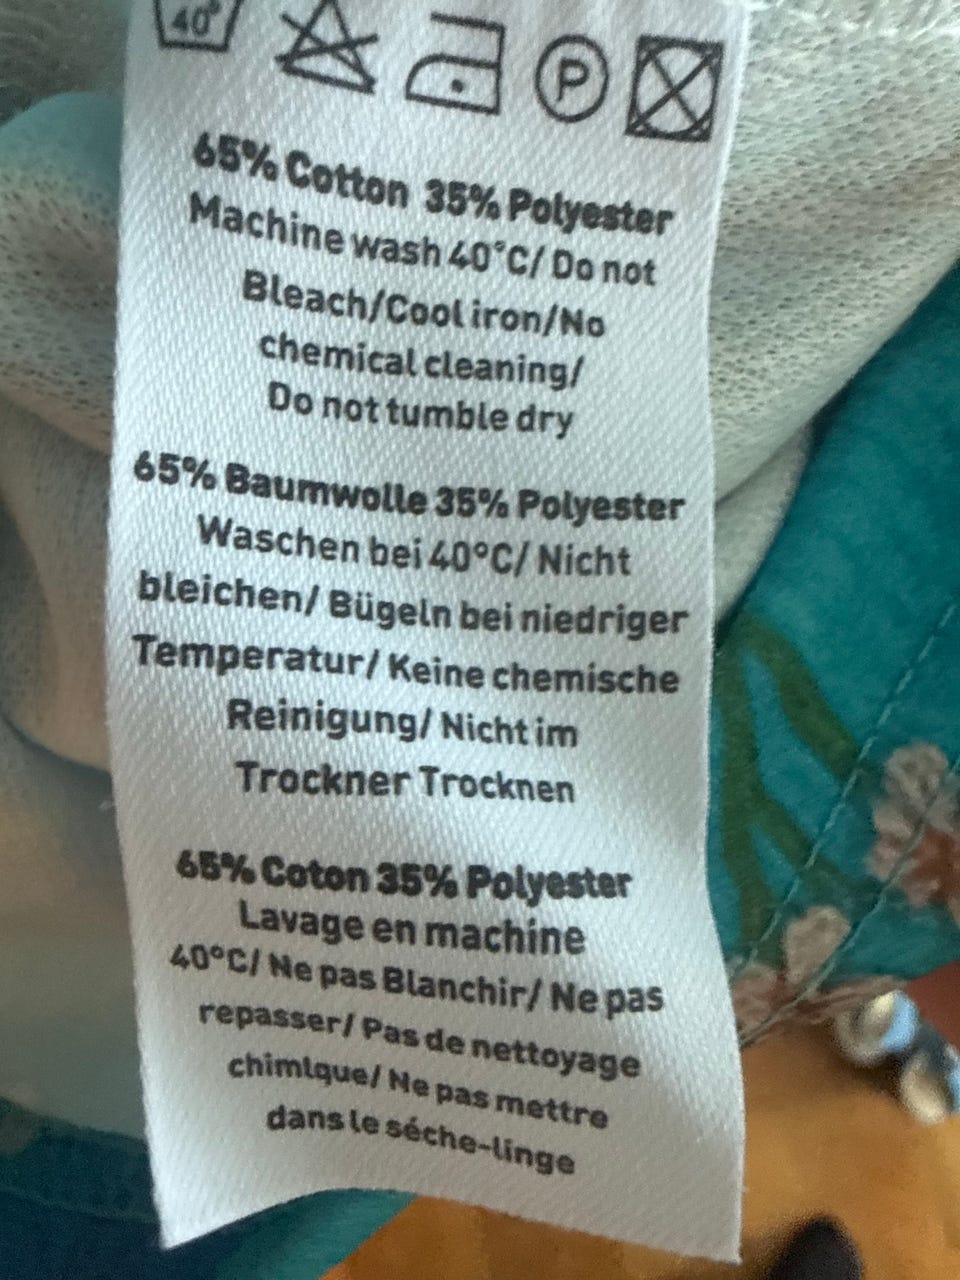 40°
P
65% Cotton 35% Polyester
Machine wash 40°C/ Do not
Bleach/Cool iron/No
chemical cleaning/
Do not tumble dry
65% Baumwolle 35% Polyester
Waschen bei 40°C/ Nicht
bleichen/ Bügeln bei niedriger
Temperatur/ Keine chemische
Reinigung/ Nicht im
Trockner Trocknen
65% Coton 35% Polyester
Lavage en machine
40°C/ Ne pas Blanchir/ Ne pas
repasser/ Pas de nettoyage
chimlque/ Ne pas mettre
dans le séche-linge